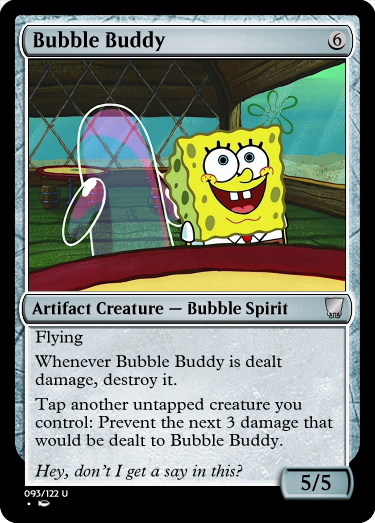 Bubble Buddy 6
Artifact Creature — Bubble Spirit
Flying
Whenever Bubble Buddy is dealt
damage, destroy it.
Tap another untapped creature you
control: Prevent the next 3 damage that
would be dealt to Bubble Buddy.
Hey, don't I get a say in this?
5/5
093/122 U